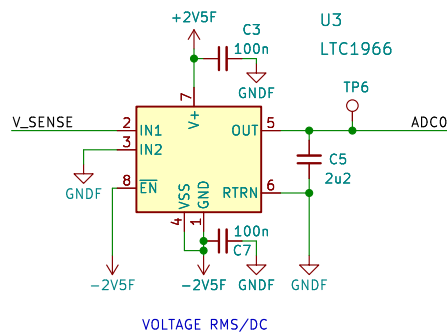 +2V5F
U3
C3
100n
LTC1966
GNDF
TP6
7
V_SENSE
2
IN1
V+
OUT
5
ADC0
3
IN2
C5
2u2
GNDF
8
EN
VSS
GND
RTRN
6
4
1
100n
C7
-2V5F
-2V5F
GNDF
GNDF
VOLTAGE RMS/DC